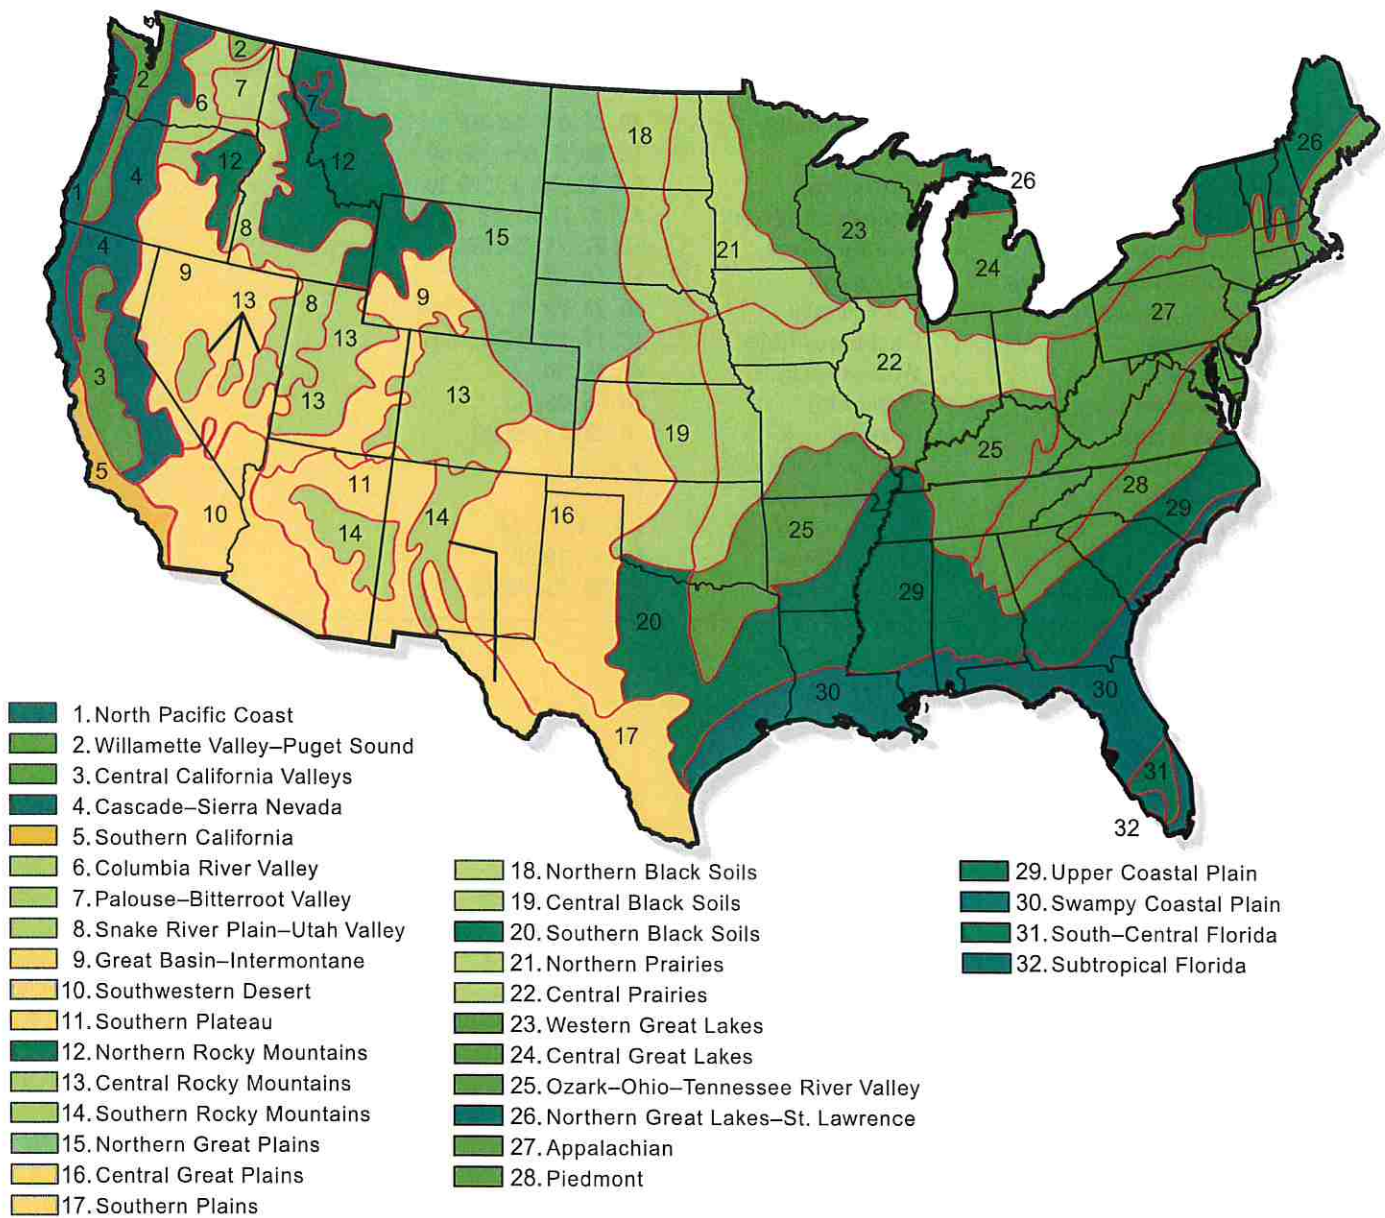 2
2
7
6
7
18
26
12
12
4
1
26
8
15
23
21
4
24
9
13
9
8
27
13
22
3
13
13
19
25
5
11
28
10
16
29
14
14
25
29
20
30
30
17
31
32
1. North Pacific Coast
2. Willamette Valley–Puget Sound
3. Central California Valleys
4. Cascade–Sierra Nevada
5. Southern California
6. Columbia River Valley
7. Palouse–Bitterroot Valley
8. Snake River Plain–Utah Valley
9. Great Basin–Intermontane
10. Southwestern Desert
11. Southern Plateau
12. Northern Rocky Mountains
13. Central Rocky Mountains
14. Southern Rocky Mountains
15. Northern Great Plains
16. Central Great Plains
17. Southern Plains
18. Northern Black Soils
19. Central Black Soils
20. Southern Black Soils
21. Northern Prairies
22. Central Prairies
23. Western Great Lakes
24. Central Great Lakes
25. Ozark–Ohio–Tennessee River Valley
26. Northern Great Lakes–St. Lawrence
27. Appalachian
28. Piedmont
29. Upper Coastal Plain
30. Swampy Coastal Plain
31. South–Central Florida
32. Subtropical Florida